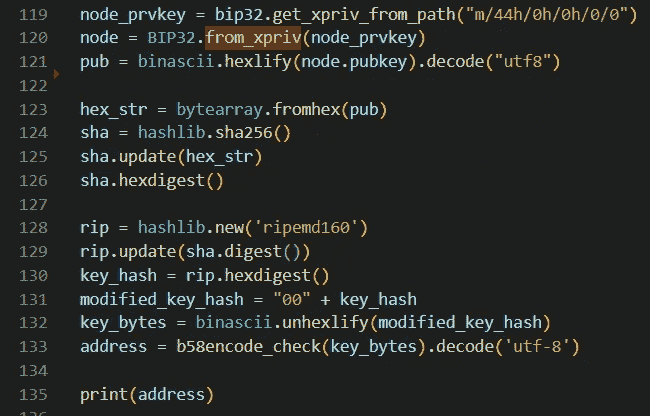 119 node_prvkey = bip32.get_xpriv_from_path("m/44h/0h/0h/0/0")
120 node = BIP32.from_xpriv(node_prvkey)
121 pub = binascii.hexlify(node.pubkey).decode("utf8")
122
123 hex_str = bytearray.fromhex(pub)
124 sha = hashlib.sha256()
125 sha.update(hex_str)
126 sha.hexdigest()
127
128 rip = hashlib.new('ripemd160')
129 rip.update(sha.digest())
130 key_hash = rip.hexdigest()
131 modified_key_hash = "00" + key_hash
132 key_bytes = binascii.unhexlify(modified_key_hash)
133 address = b58encode_check(key_bytes).decode('utf-8')
134
135 print(address)